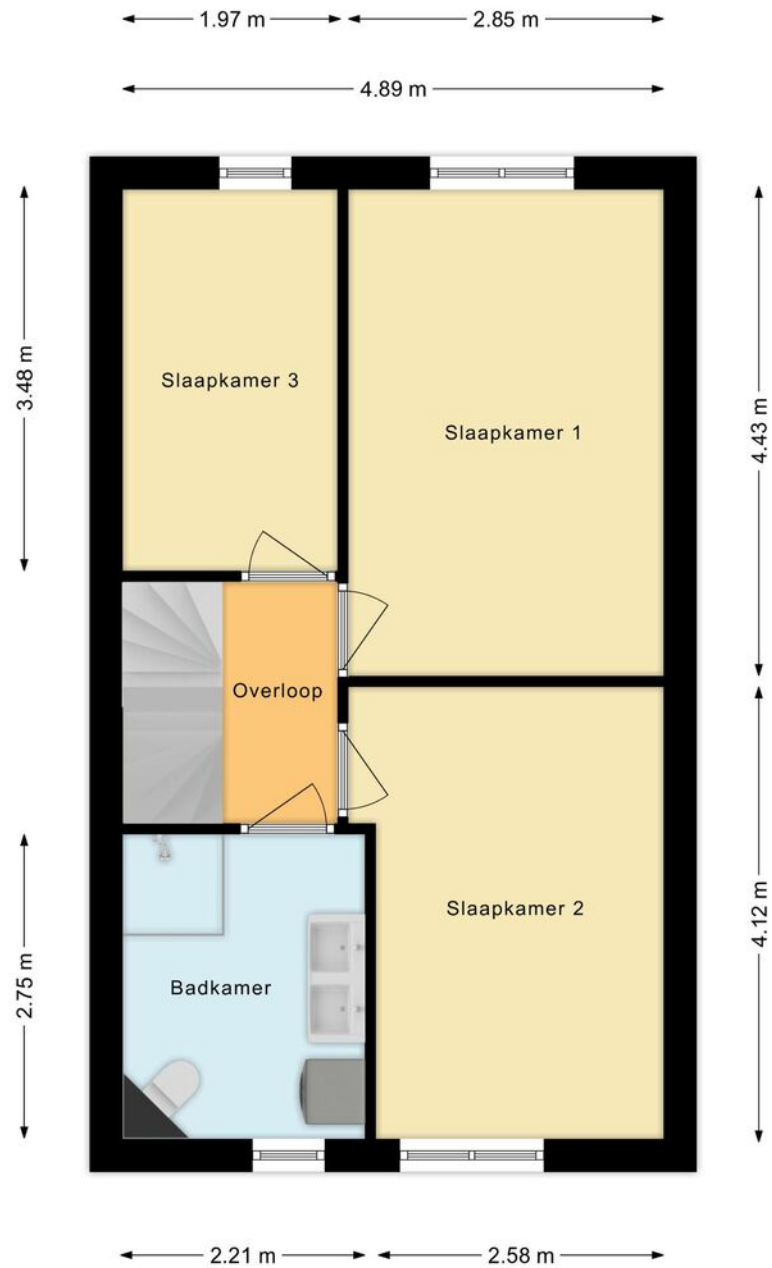 1.97 m
2.85 m
4.89 m
3.48 m
Slaapkamer 3
Slaapkamer 1
4.43 m
Overloop
Slaapkamer 2
4.12 m
2.75 m
Badkamer
2.21 m
2.58 m